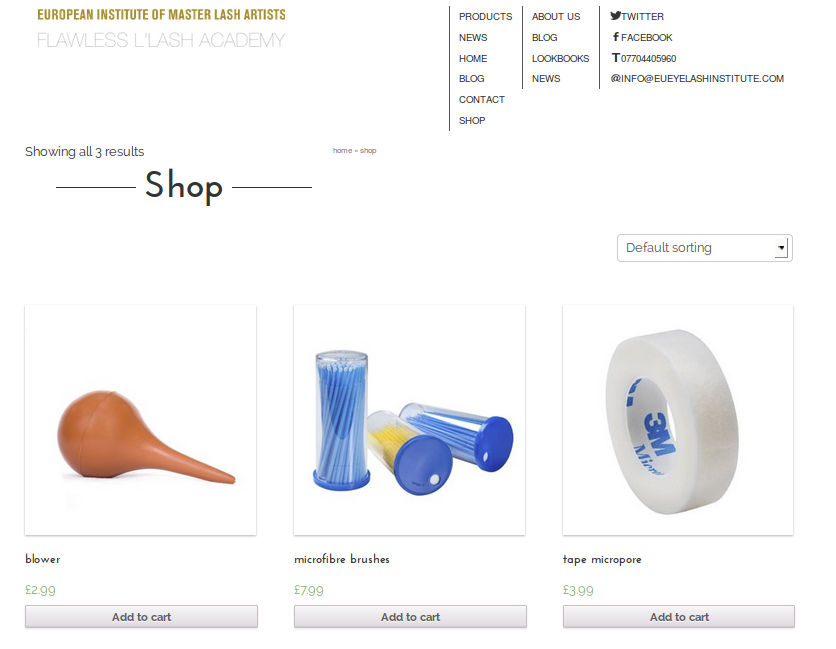 EUROPEAN INSTITUTE OF MASTER LASH ARTISTS
FLAWLESS L'LASH ACADEMY
PRODUCTS
NEWS
HOME
BLOG
CONTACT
SHOP
ABOUT US
BLOG
LOOKBOOKS
NEWS
TWITTER
FACEBOOK
T07704405960
@INFO@EUEYELASHINSTITUTE.COM
Showing all 3 results
home » shop
Shop
Default sorting
3M
blower
£2.99
Add to cart
microfibre brushes
£7.99
Add to cart
tape micropore
£3.99
Add to cart